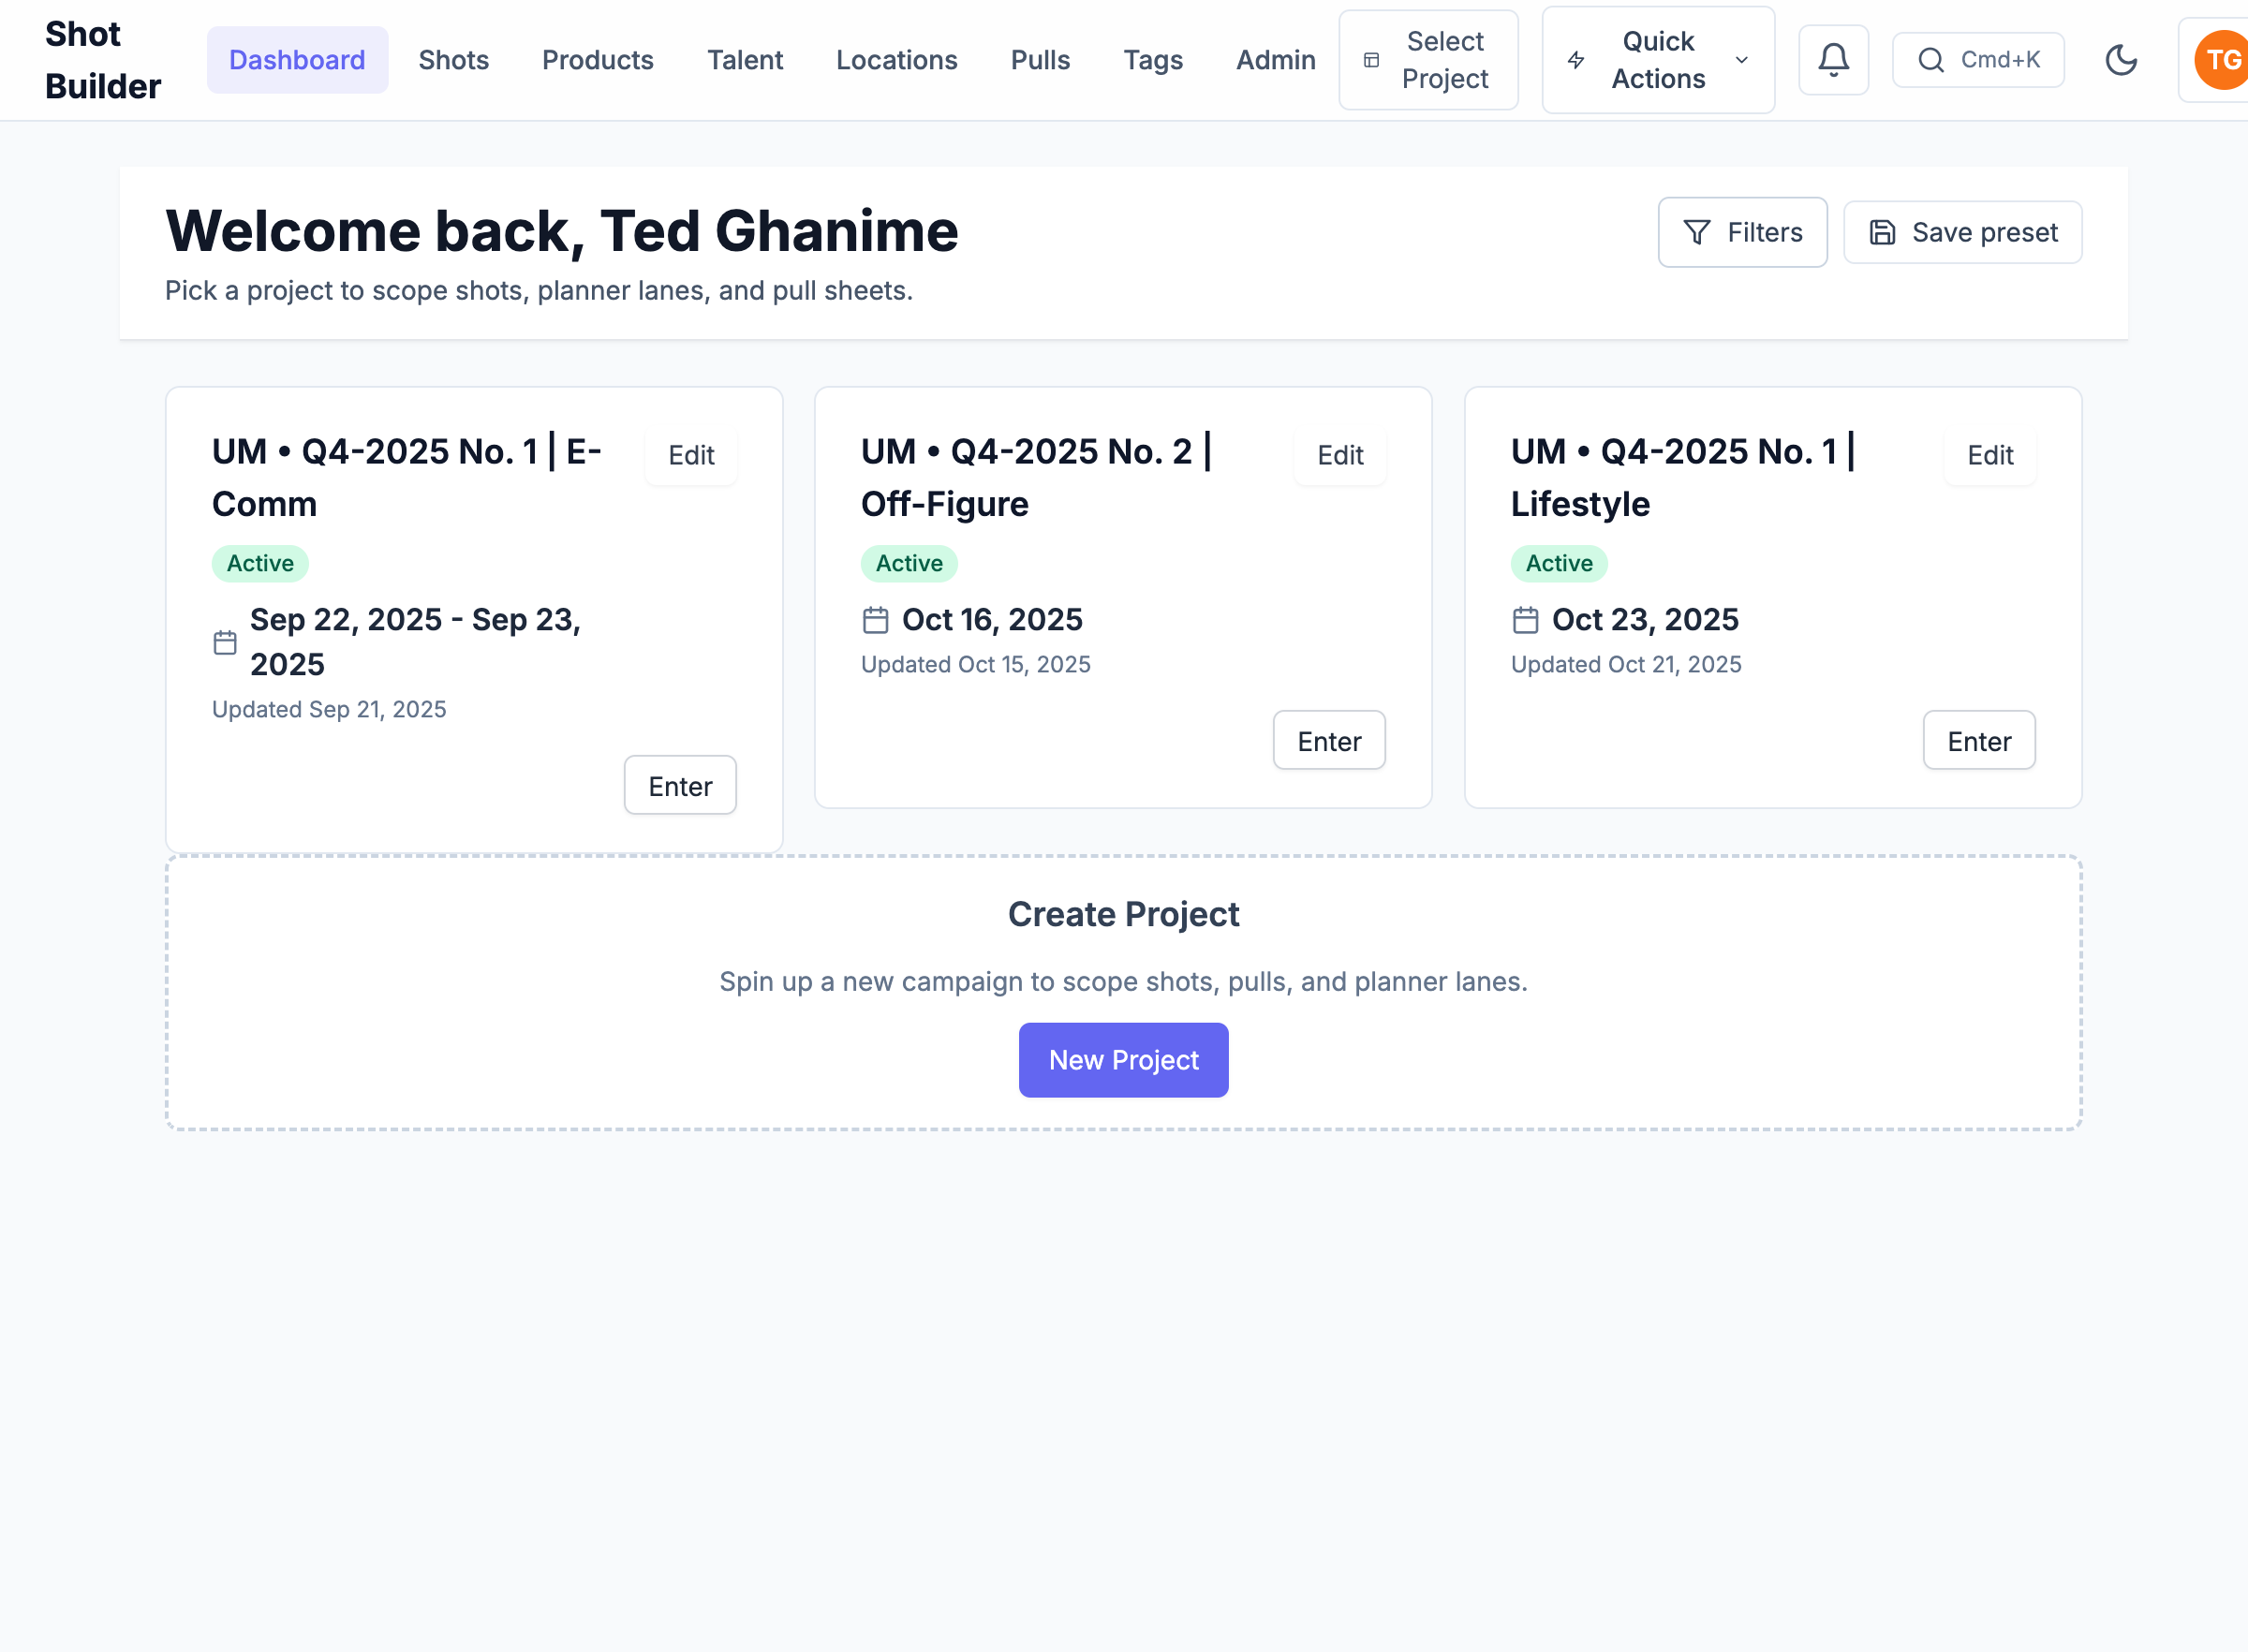 Shot
Builder
Dashboard
Shots
Products
Talent
Locations
Pulls
Tags
Admin
Select
Project
Quick
Actions
Cmd+K
TG
Welcome back, Ted Ghanime
Filters
Save preset
Pick a project to scope shots, planner lanes, and pull sheets.
UM • Q4-2025 No. 1 | E-
Comm
Edit
Active
Sep 22, 2025 - Sep 23,
2025
Updated Sep 21, 2025
Enter
UM • Q4-2025 No. 2 |
Off-Figure
Edit
Active
Oct 16, 2025
Updated Oct 15, 2025
Enter
UM • Q4-2025 No. 1 |
Lifestyle
Edit
Active
Oct 23, 2025
Updated Oct 21, 2025
Enter
Create Project
Spin up a new campaign to scope shots, pulls, and planner lanes.
New Project